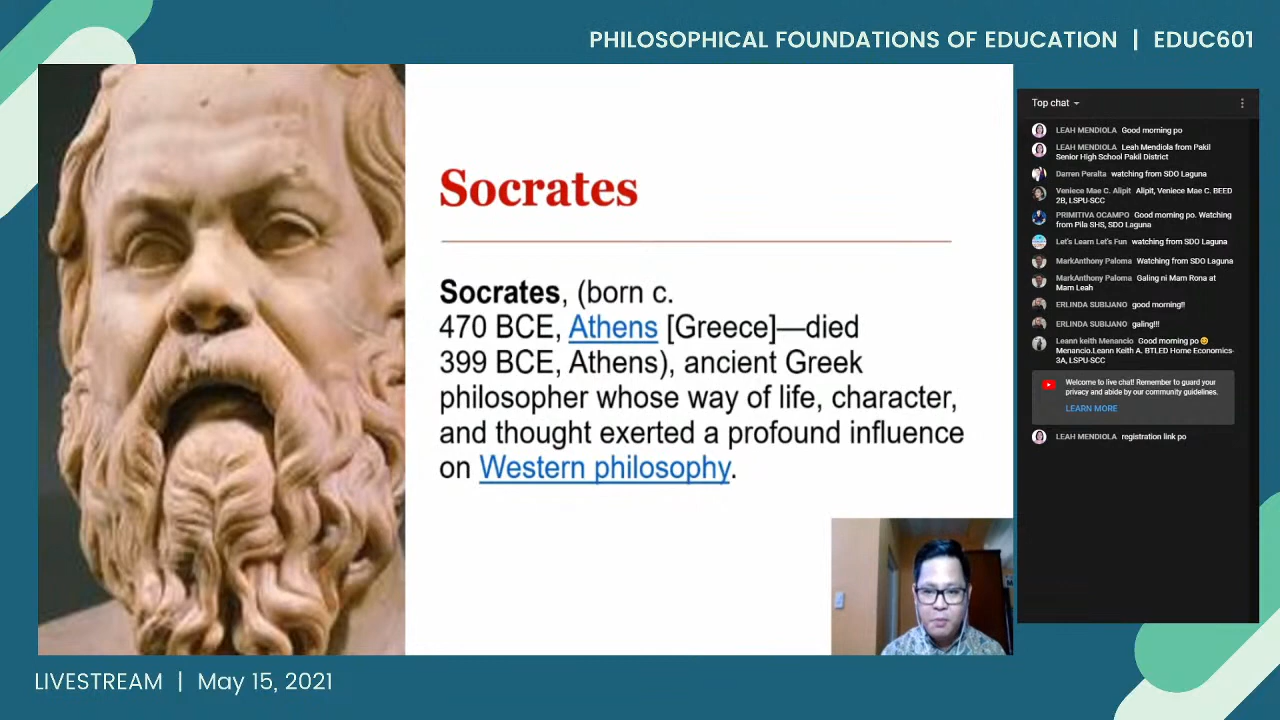 PHILOSOPHICAL FOUNDATIONS OF EDUCATION | EDUC601
Socrates
Socrates, (born c.
470 BCE, Athens [Greece]—died
399 BCE, Athens), ancient Greek
philosopher whose way of life, character,
and thought exerted a profound influence
on Western philosophy.
Top chat
LEAH MENDIOLA Good morning po
LEAH MENDIOLA Leah Mendiola from Pakil
Senior High School Pakil District
Darren Peralta watching from SDO Laguna
Veniece Mae C. Alipit Alipit, Veniece Mae C. BEED
2B, LSPU-SCC
PRIMITIVA OCAMPO Good morning po. Watching
from Pila SHS, SDO Laguna
Let's Learn Let's Fun watching from SDO Laguna
MarkAnthony Paloma Watching from SDO Laguna
MarkAnthony Paloma Galing ni Mam Rona at
Mam Leah
ERLINDA SUBIJANO good morning!!
ERLINDA SUBIJANO galing!!!
Leann keith Menancio Good morning po😊
Menancio.Leann Keith A. BTLED Home Economics-
3A, LSPU-SCC
Welcome to live chat! Remember to guard your
privacy and abide by our community guidelines.
LEARN MORE
LEAH MENDIOLA registration link po
LIVESTREAM | May 15, 2021